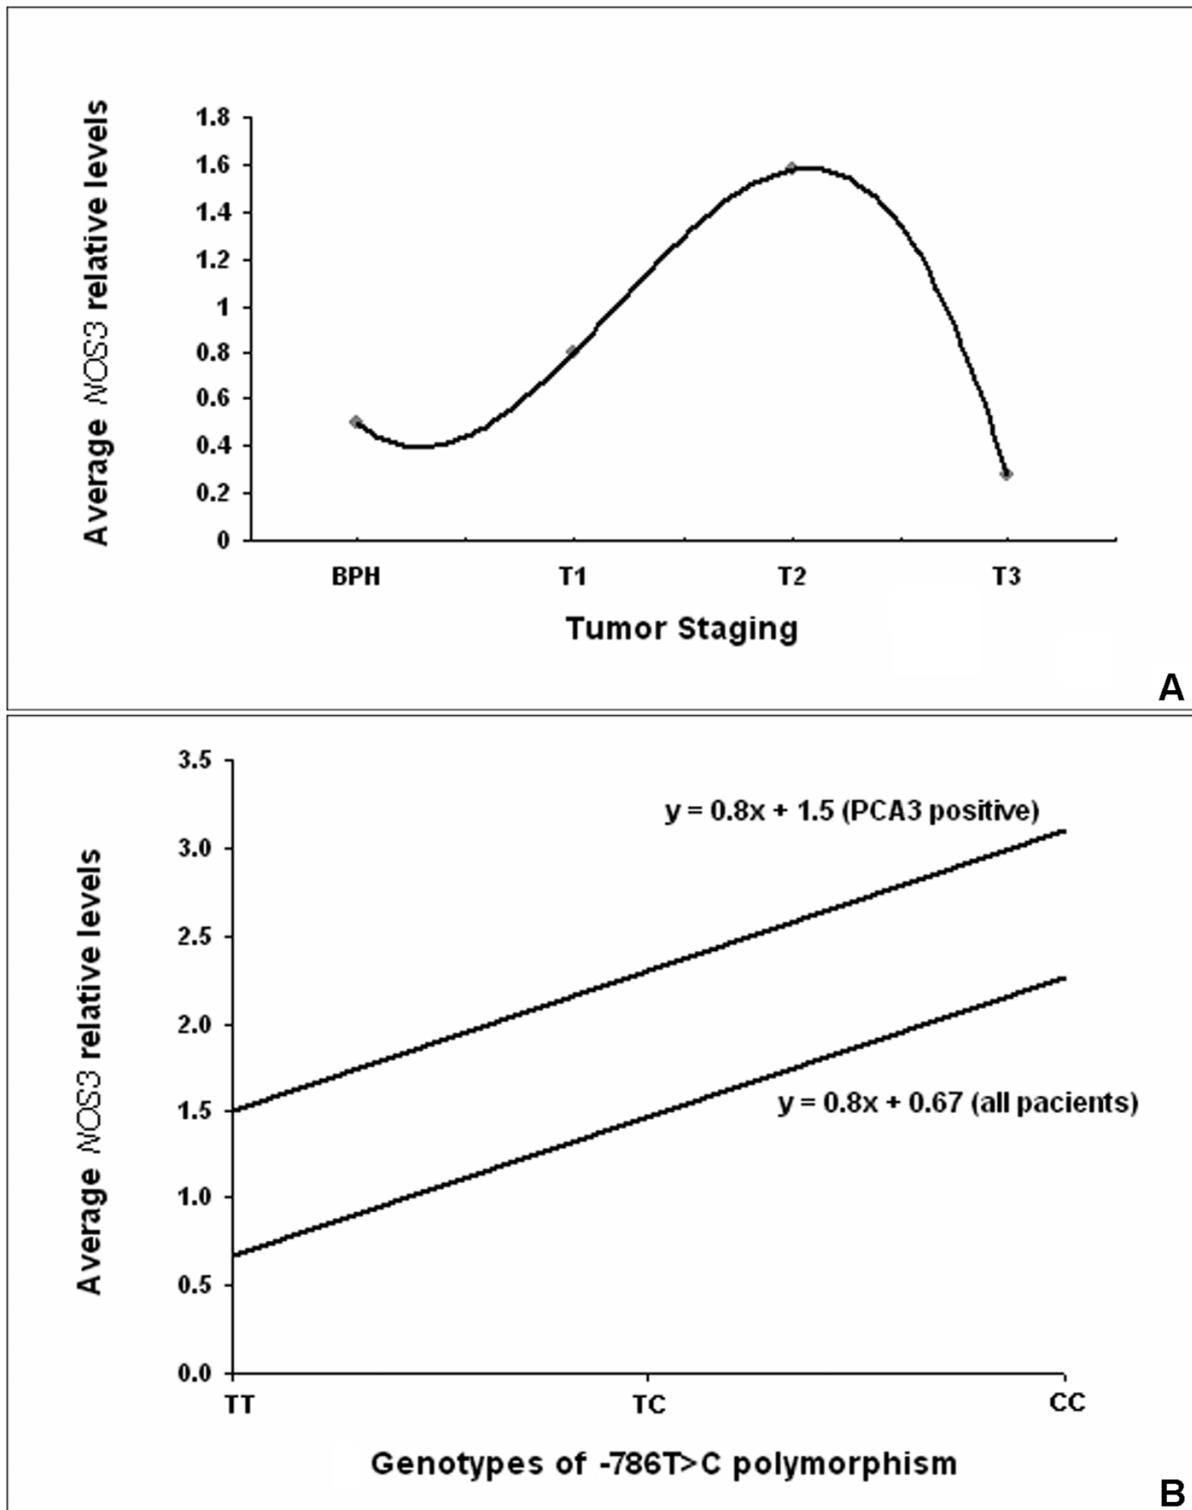 Average NOS3 relative levels
1.8
1.6
1.4
1.2
1
0.8
0.6
0.4
0.2
0
BPH T1 T2 T3
Tumor Staging
A
Average NOS3 relative levels
3.5
3.0
2.5
2.0
1.5
1.0
0.5
0.0
y = 0.8x + 1.5 (PCA3 positive)
y = 0.8x + 0.67 (all pacients)
TT TC CC
Genotypes of -786T>C polymorphism
B